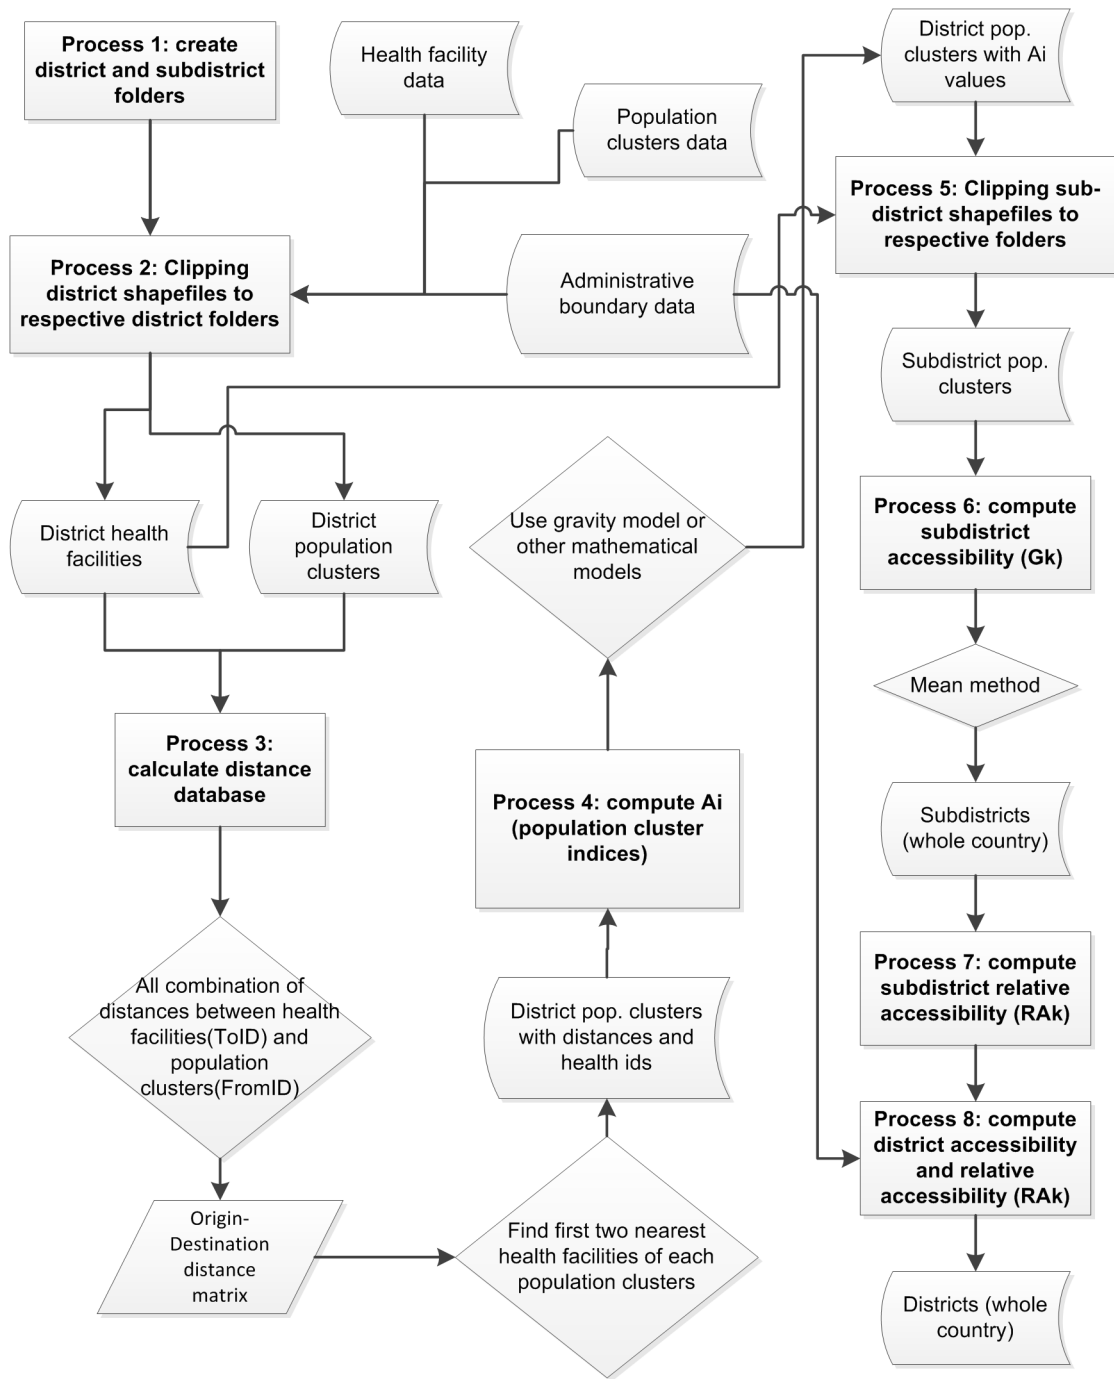 Process 1: create
district and subdistrict
folders
Health facility
data
Population
clusters data
Process 2: Clipping
district shapefiles to
respective district folders
Administrative
boundary data
District health
facilities
District
population
clusters
Process 3:
calculate distance
database
All combination of
distances between health
facilities(ToID) and
population
clusters(FromID)
Origin-
Destination
distance
matrix
Find first two nearest
health facilities of each
population clusters
District pop. clusters
with distances and
health ids
Process 4: compute Ai
(population cluster
indices)
Use gravity model or
other mathematical
models
District pop.
clusters with Ai
values
Process 5: Clipping sub-
district shapefiles to
respective folders
Subdistrict pop.
clusters
Process 6: compute
subdistrict
accessibility (Gk)
Mean method
Subdistricts
(whole country)
Process 7: compute
subdistrict relative
accessibility (RAk)
Process 8: compute
district accessibility
and relative
accessibility (RAk)
Districts (whole
country)